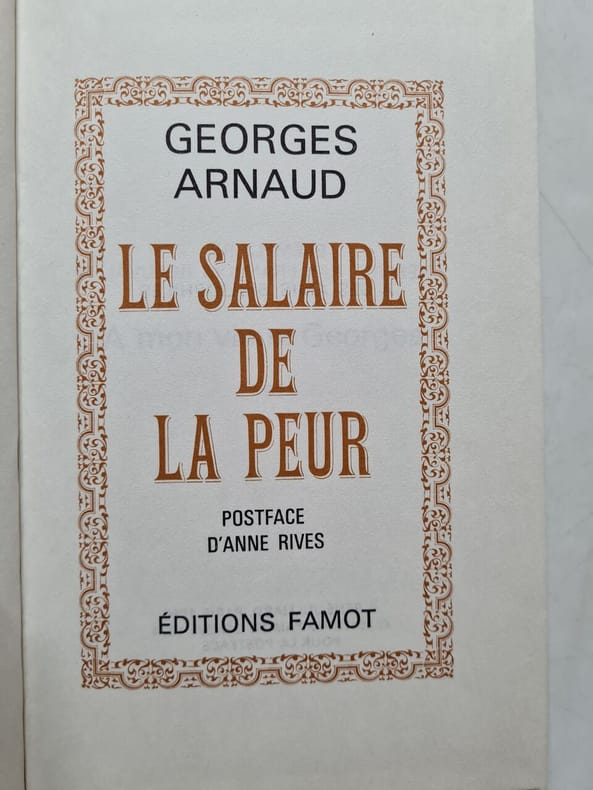 GEORGES
ARNAUD
LE SALAIRE
DE
LA PEUR
POSTFACE
D'ANNE RIVES
ÉDITIONS FAMOT